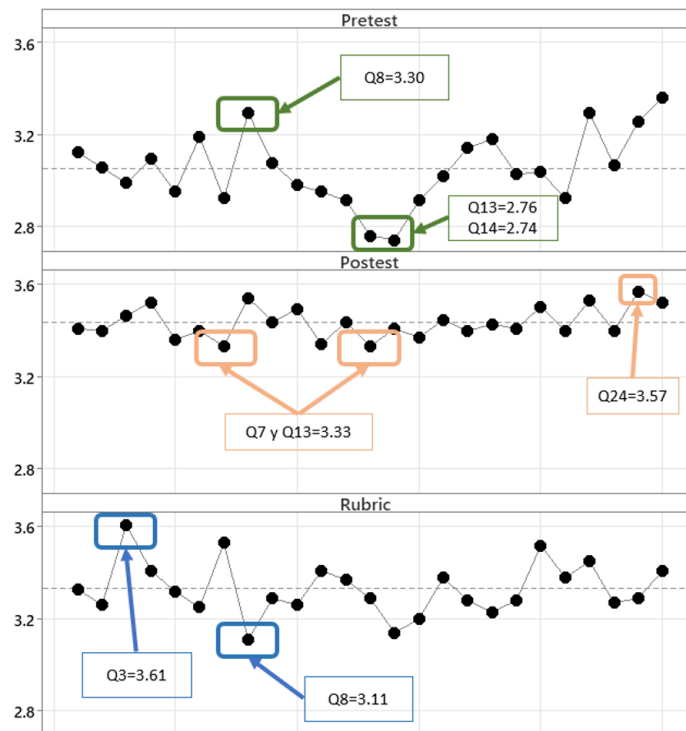 Pretest
3.6
Q8=3.30
3.2
Q13=2.76
Q14=2.74
2.8
Postest
3.6
3.2
Q24=3.57
Q7 y Q13=3.33
2.8
Rubric
3.6
3.2
Q3=3.61
Q8=3.11
2.8